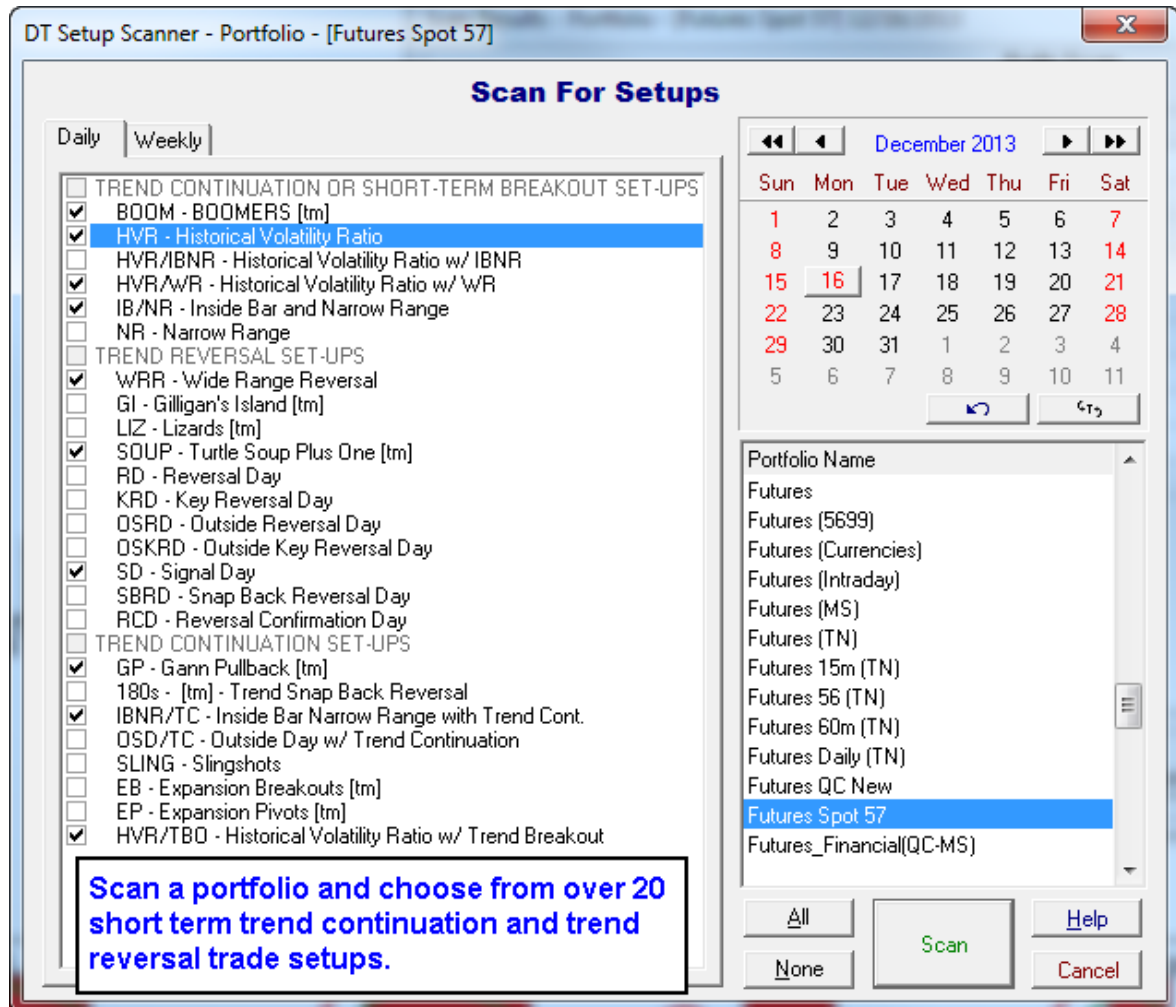 DT Setup Scanner - Portfolio - [Futures Spot 57]
Scan For Setups
Daily
Weekly
TREND CONTINUATION OR SHORT-TERM BREAKOUT SET-UPS
BOOM - BOOMERS [tm]
HVR - Historical Volatility Ratio
HVR/IBNR - Historical Volatility Ratio w/ IBNR
HVR/WR - Historical Volatility Ratio w/ WR
IB/NR - Inside Bar and Narrow Range
NR - Narrow Range
TREND REVERSAL SET-UPS
WRR - Wide Range Reversal
GI - Gilligan's Island [tm]
LIZ - Lizards [tm]
SOUP - Turtle Soup Plus One [tm]
RD - Reversal Day
KRD - Key Reversal Day
OSRD - Outside Reversal Day
OSKRD - Outside Key Reversal Day
SD - Signal Day
SBRD - Snap Back Reversal Day
RCD - Reversal Confirmation Day
TREND CONTINUATION SET-UPS
GP - Gann Pullback [tm]
180s - [tm] - Trend Snap Back Reversal
IBNR/TC - Inside Bar Narrow Range with Trend Cont.
OSD/TC - Outside Day w/ Trend Continuation
SLING - Slingshots
EB - Expansion Breakouts [tm]
EP - Expansion Pivots [tm]
HVR/TBO - Historical Volatility Ratio w/ Trend Breakout
Scan a portfolio and choose from over 20
short term trend continuation and trend
reversal trade setups.
December 2013
Sun Mon Tue Wed Thu Fri Sat
1 2 3 4 5 6 7
8 9 10 11 12 13 14
15 16 17 18 19 20 21
22 23 24 25 26 27 28
29 30 31 1 2 3 4
5 6 7 8 9 10 11
Portfolio Name
Futures
Futures (5699)
Futures (Currencies)
Futures (Intraday)
Futures (MS)
Futures (TN)
Futures 15m (TN)
Futures 56 (TN)
Futures 60m (TN)
Futures Daily (TN)
Futures QC New
Futures Spot 57
Futures_Financial(QC-MS)
All
None
Scan
Help
Cancel